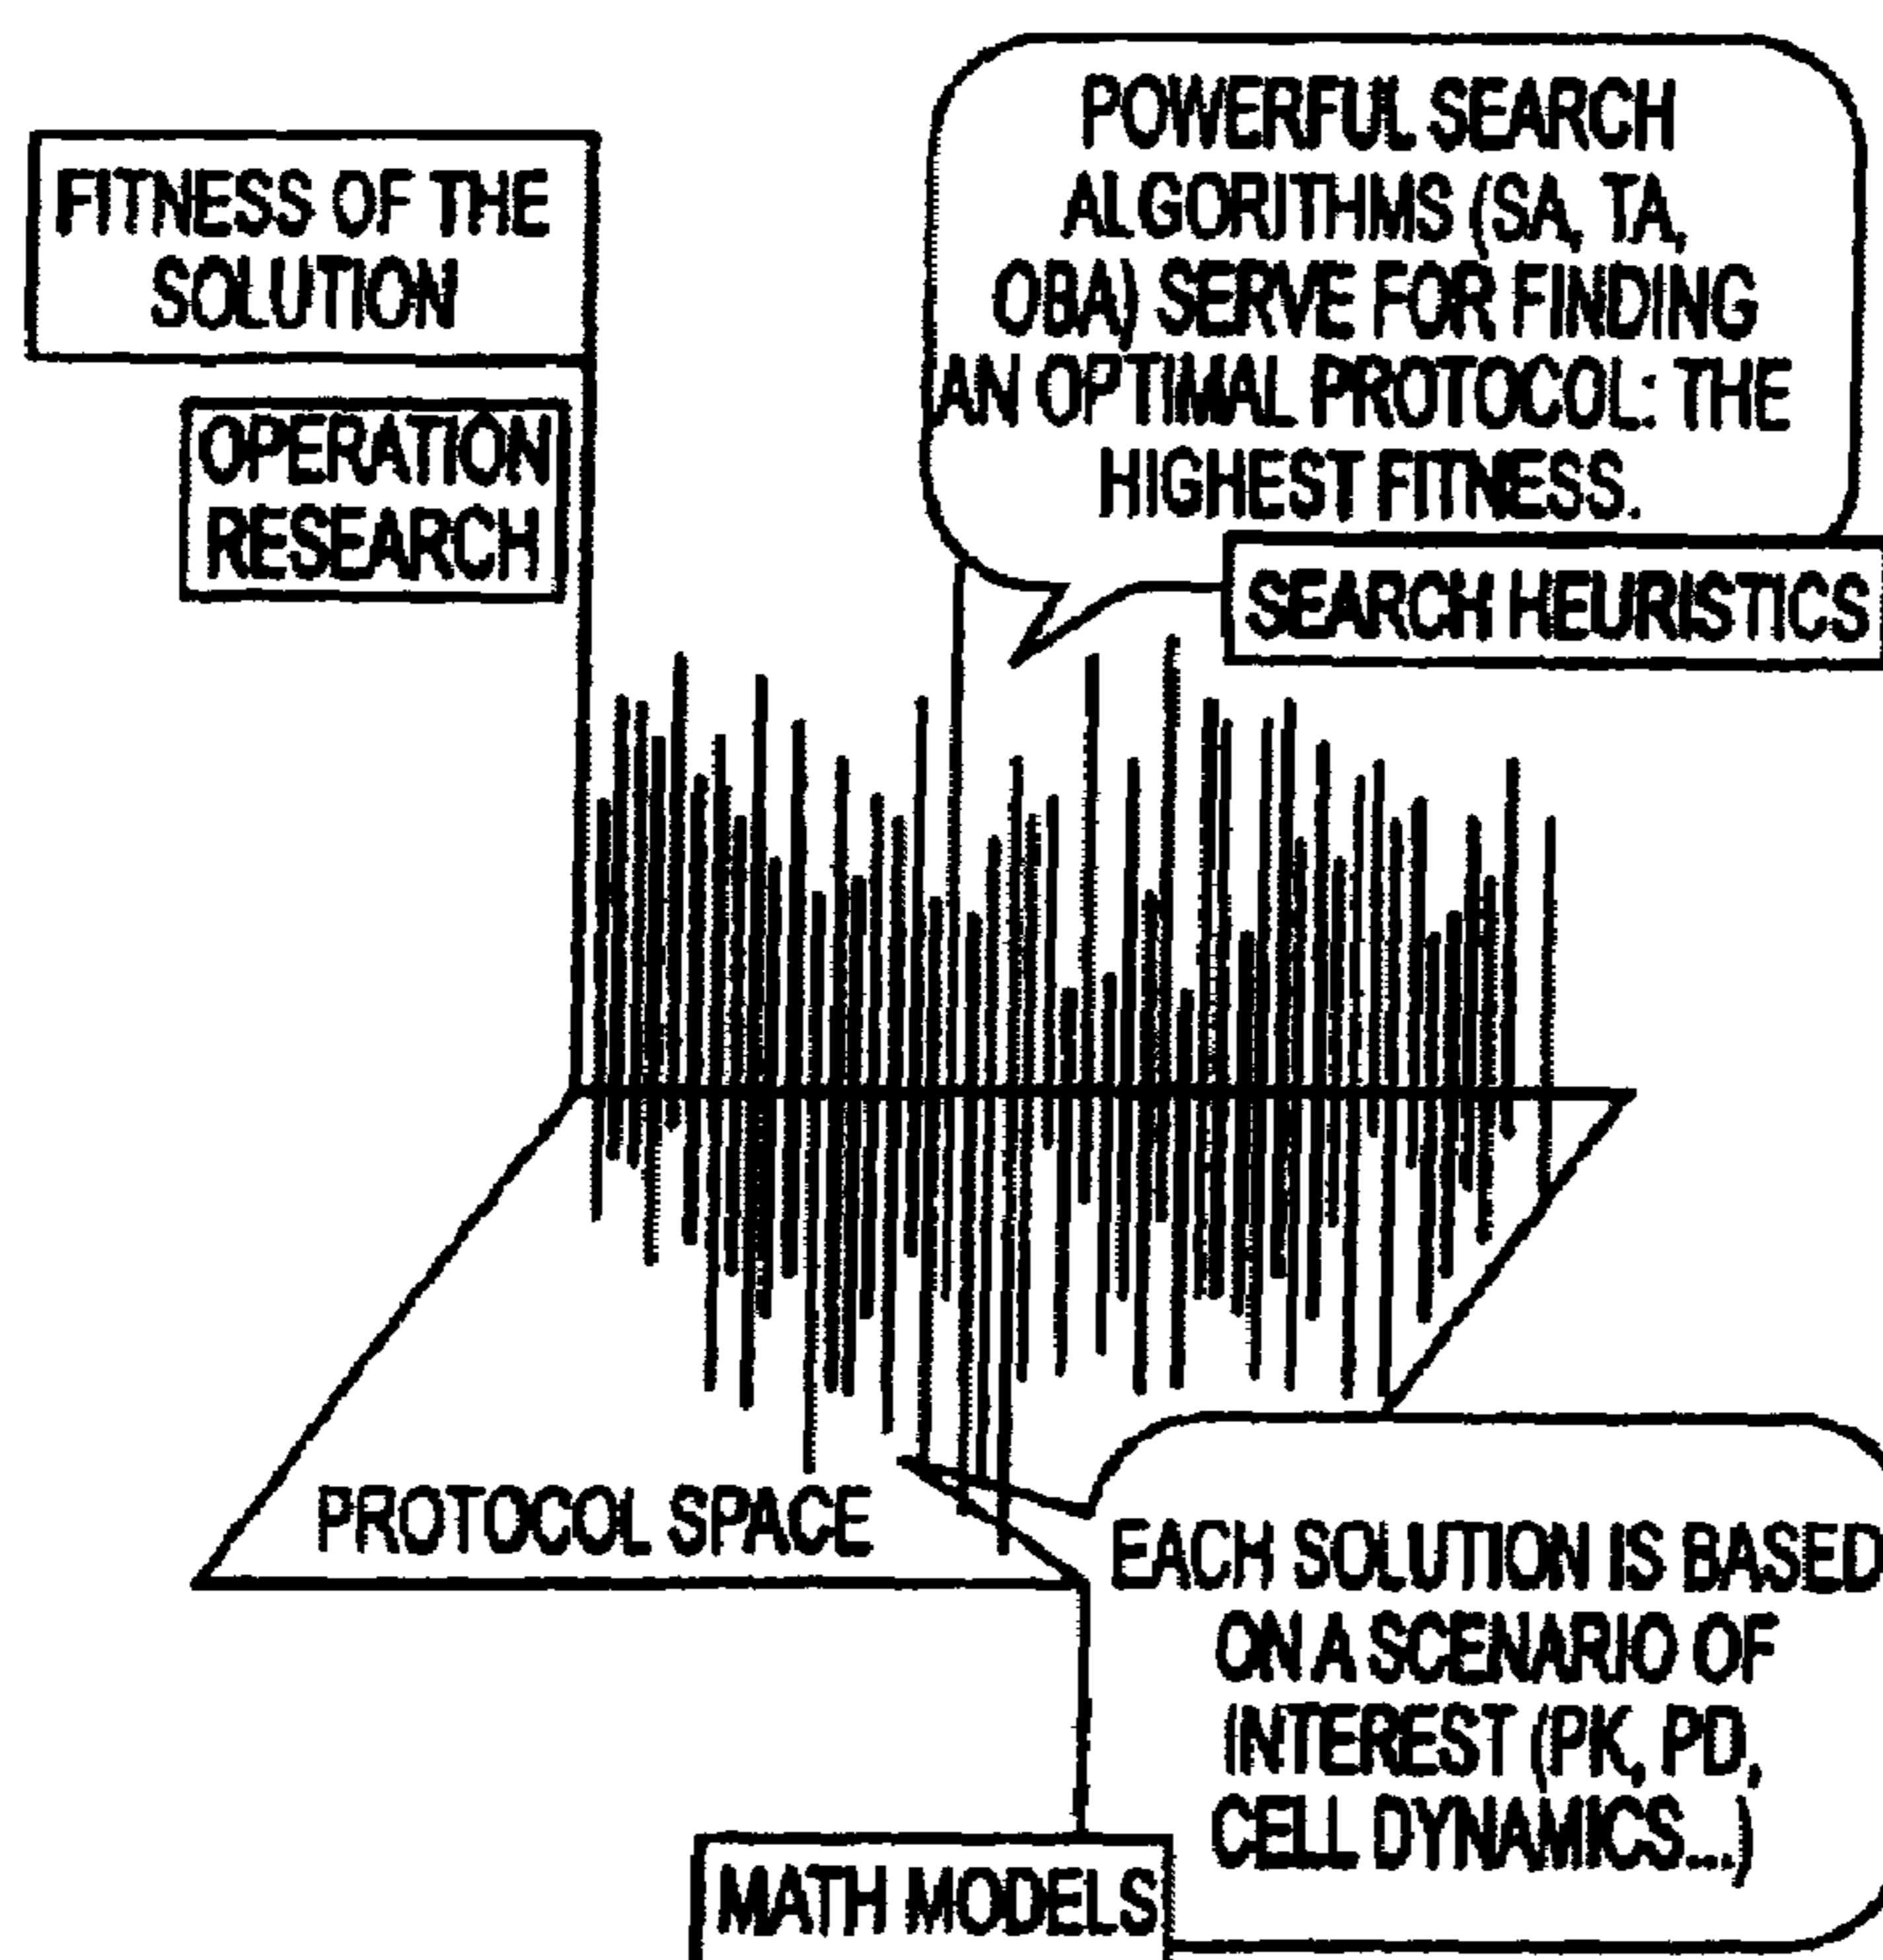 FITNESS OF THE
SOLUTION
OPERATION
RESEARCH
POWERFUL SEARCH
ALGORITHMS (SA, TA,
OBA) SERVE FOR FINDING
AN OPTIMAL PROTOCOL: THE
HIGHEST FITNESS.
SEARCH HEURISTICS
PROTOCOL SPACE
EACH SOLUTION IS BASED
ON A SCENARIO OF
INTEREST (PK, PD,
CELL DYNAMICS...)
MATH MODELS